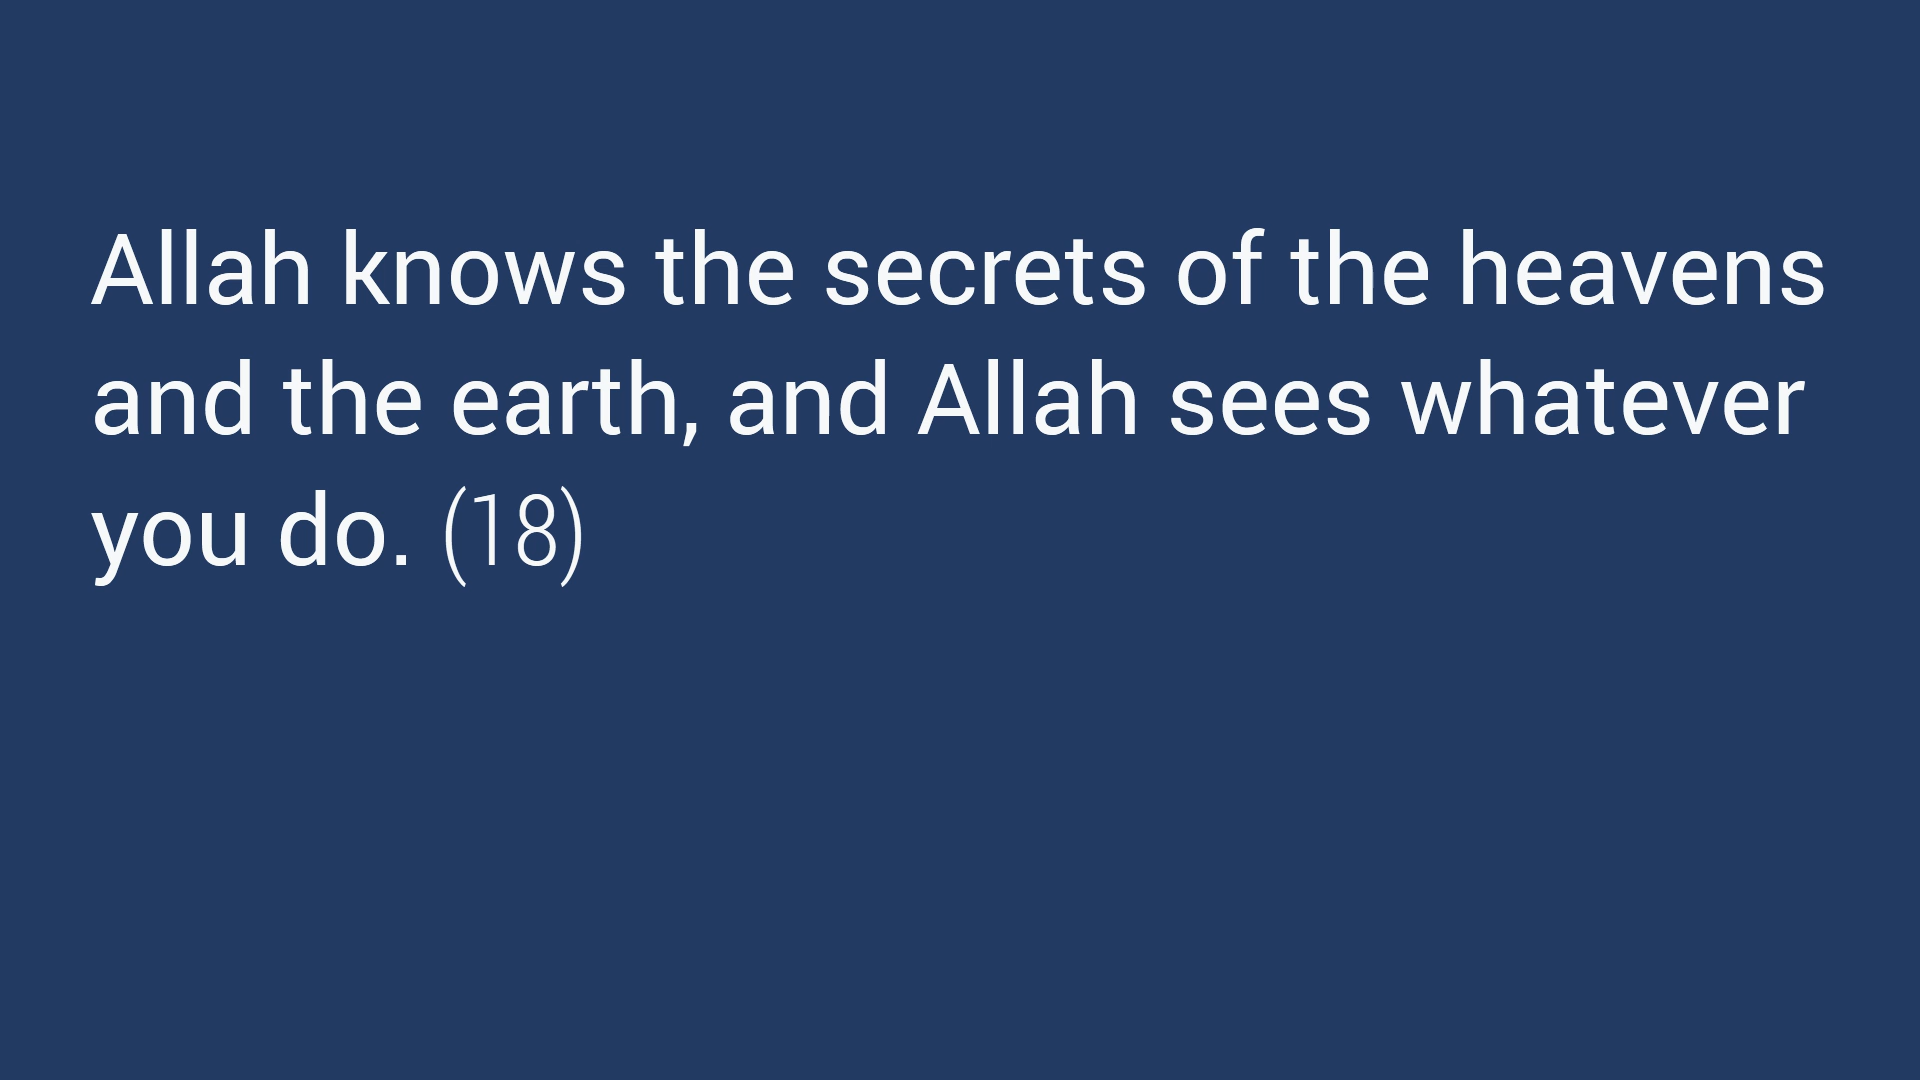 Allah knows the secrets of the heavens
and the earth, and Allah sees whatever
you do. (18)